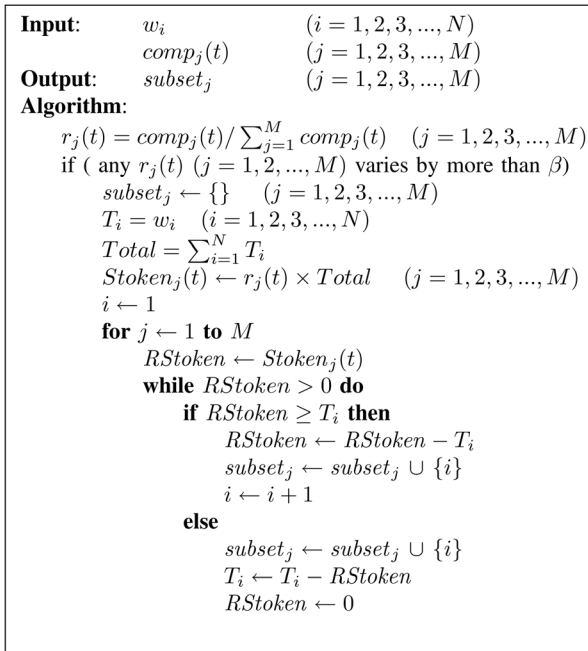 Input: w_i (i = 1, 2, 3, ..., N)
comp_j(t) (j = 1, 2, 3, ..., M)
Output: subset_j (j = 1, 2, 3, ..., M)
Algorithm:
r_j(t) = comp_j(t)/ ∑_{j=1}^{M} comp_j(t) (j = 1, 2, 3, ..., M)
if ( any r_j(t) (j = 1, 2, ..., M) varies by more than β)
subset_j ← {} (j = 1, 2, 3, ..., M)
T_i = w_i (i = 1, 2, 3, ..., N)
Total = ∑_{i=1}^{N} T_i
Stoken_j(t) ← r_j(t) × Total (j = 1, 2, 3, ..., M)
i ← 1
for j ← 1 to M
RStoken ← Stoken_j(t)
while RStoken > 0 do
if RStoken ≥ T_i then
RStoken ← RStoken − T_i
subset_j ← subset_j ∪ {i}
i ← i + 1
else
subset_j ← subset_j ∪ {i}
T_i ← T_i − RStoken
RStoken ← 0